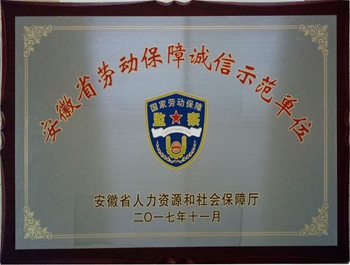 安徽省劳动保障诚信示范单位
国家劳动保障
监察
安徽省人力资源和社会保障厅
二〇一七年十一月